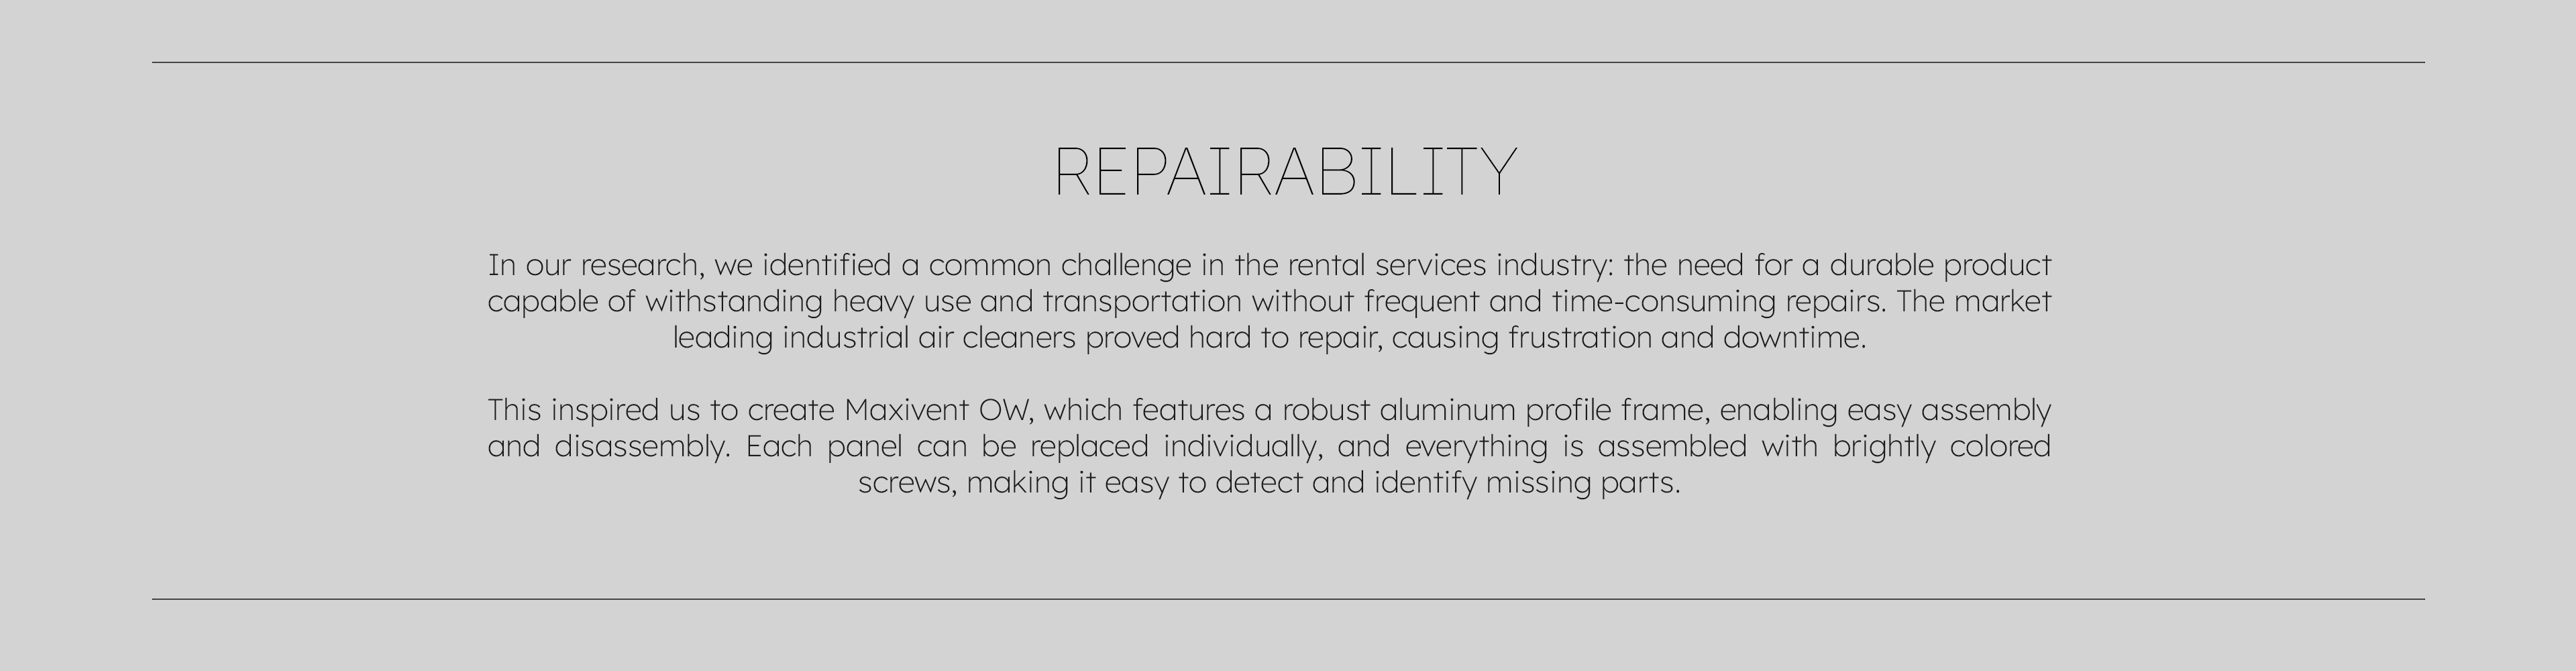 REPAIRABILITY
In our research, we identified a common challenge in the rental services industry: the need for a durable product
capable of withstanding heavy use and transportation without frequent and time-consuming repairs. The market
leading industrial air cleaners proved hard to repair, causing frustration and downtime.
This inspired us to create Maxivent OW, which features a robust aluminum profile frame, enabling easy assembly
and disassembly. Each panel can be replaced individually, and everything is assembled with brightly colored
screws, making it easy to detect and identify missing parts.